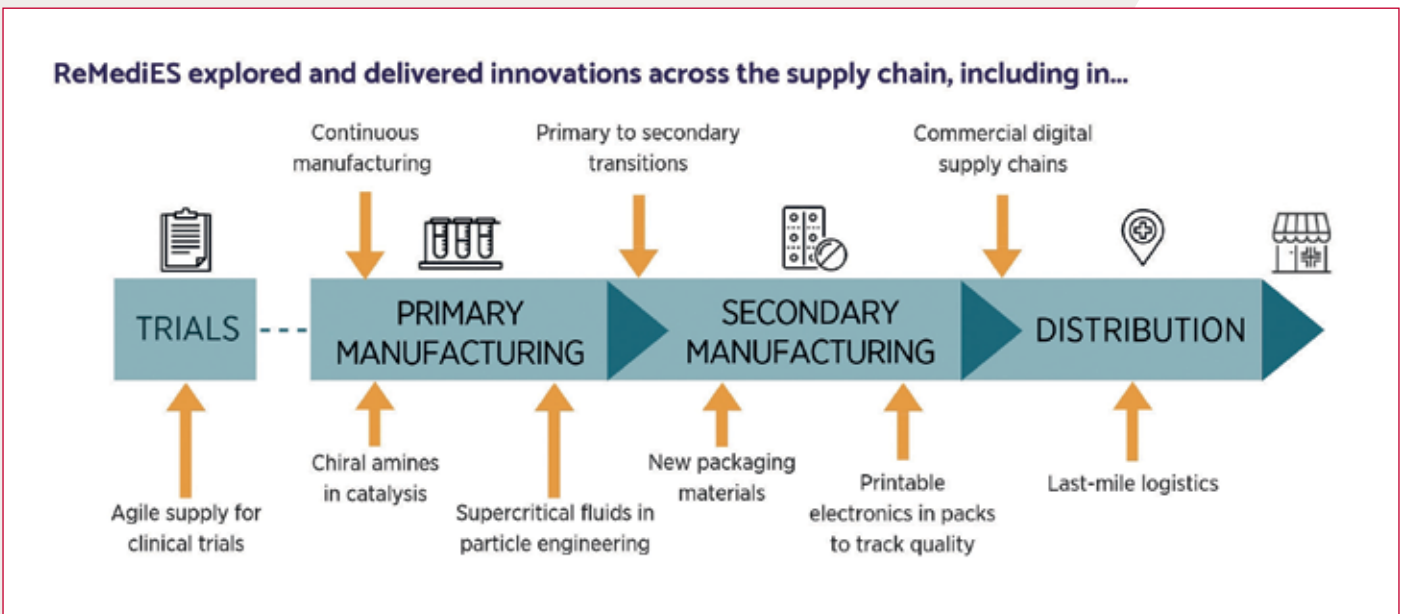 ReMediES explored and delivered innovations across the supply chain, including in...
Continuous
manufacturing
Primary to secondary
transitions
Commercial digital
supply chains
TRIALS
PRIMARY
MANUFACTURING
SECONDARY
MANUFACTURING
DISTRIBUTION
Agile supply for
clinical trials
Chiral amines
in catalysis
Supercritical fluids in
particle engineering
New packaging
materials
Printable
electronics in packs
to track quality
Last-mile logistics